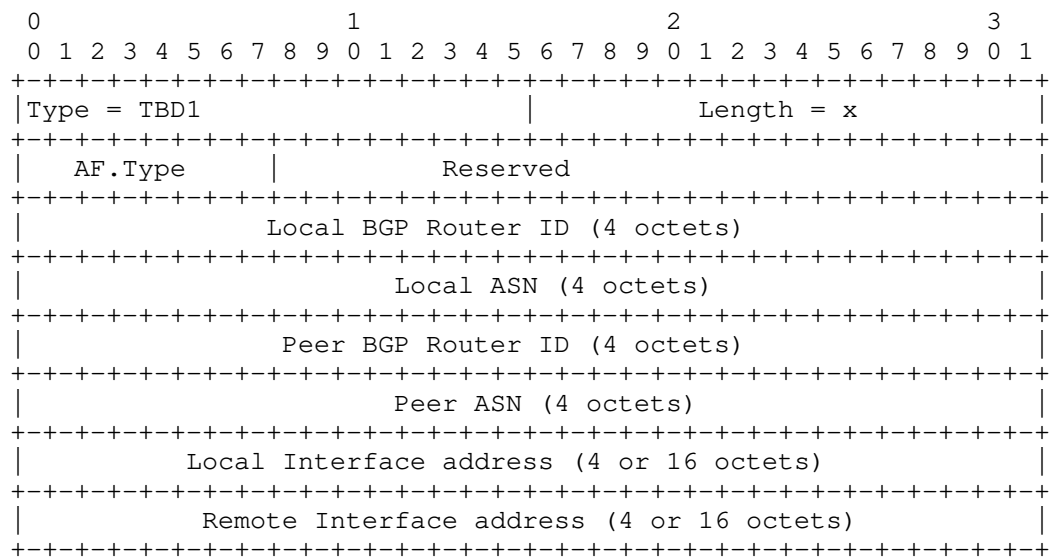 0                   1                   2                   3
0 1 2 3 4 5 6 7 8 9 0 1 2 3 4 5 6 7 8 9 0 1 2 3 4 5 6 7 8 9 0 1
+-+-+-+-+-+-+-+-+-+-+-+-+-+-+-+-+-+-+-+-+-+-+-+-+-+-+-+-+-+-+-+-+
|Type = TBD1                    |          Length = x           |
+-+-+-+-+-+-+-+-+-+-+-+-+-+-+-+-+-+-+-+-+-+-+-+-+-+-+-+-+-+-+-+-+
|   AF.Type     |          Reserved                             |
+-+-+-+-+-+-+-+-+-+-+-+-+-+-+-+-+-+-+-+-+-+-+-+-+-+-+-+-+-+-+-+-+
|               Local BGP Router ID (4 octets)                  |
+-+-+-+-+-+-+-+-+-+-+-+-+-+-+-+-+-+-+-+-+-+-+-+-+-+-+-+-+-+-+-+-+
|                       Local ASN (4 octets)                    |
+-+-+-+-+-+-+-+-+-+-+-+-+-+-+-+-+-+-+-+-+-+-+-+-+-+-+-+-+-+-+-+-+
|                Peer BGP Router ID (4 octets)                  |
+-+-+-+-+-+-+-+-+-+-+-+-+-+-+-+-+-+-+-+-+-+-+-+-+-+-+-+-+-+-+-+-+
|                       Peer ASN (4 octets)                     |
+-+-+-+-+-+-+-+-+-+-+-+-+-+-+-+-+-+-+-+-+-+-+-+-+-+-+-+-+-+-+-+-+
|          Local Interface address (4 or 16 octets)             |
+-+-+-+-+-+-+-+-+-+-+-+-+-+-+-+-+-+-+-+-+-+-+-+-+-+-+-+-+-+-+-+-+
|           Remote Interface address (4 or 16 octets)           |
+-+-+-+-+-+-+-+-+-+-+-+-+-+-+-+-+-+-+-+-+-+-+-+-+-+-+-+-+-+-+-+-+